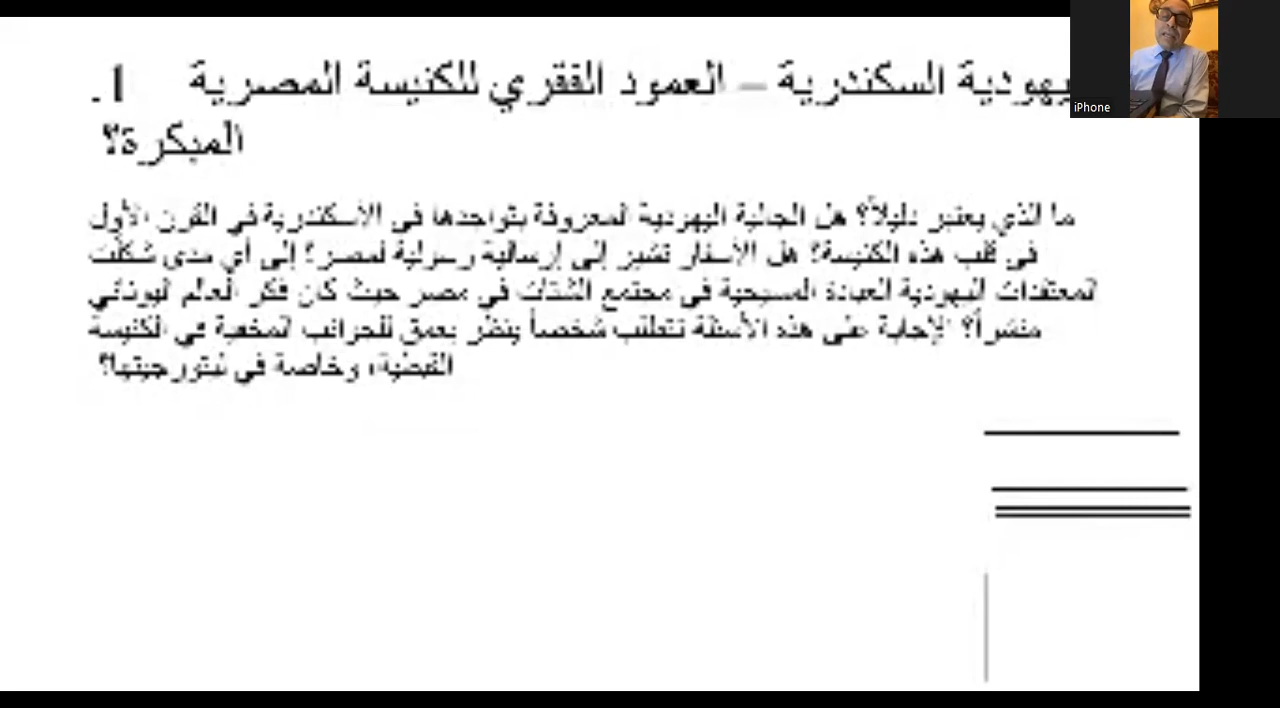 1. يهودية السكندرية – العمود الفقري للكنيسة المصرية
المبكرة؟
ما الذي يعتبر دليلاً؟ هل الجالية اليهودية المعروفة بتواجدها في الأسكندرية في القرن الأول
في قلب هذه الكنيسة؟ هل الأسفار تشير إلى إرسالية رسولية لمصر؟ إلى أي مدى شكلت
المعتقدات اليهودية العبادة المسيحية في مجتمع الشتات في مصر حيث كان فكر العالم اليوناني
منتشراً؟ الإجابة على هذه الأسئلة تتطلب شخصاً ينظر بعمق للجوانب المخفية في الكنيسة
القبطية، وخاصة في ليتورجيتها؟
iPhone